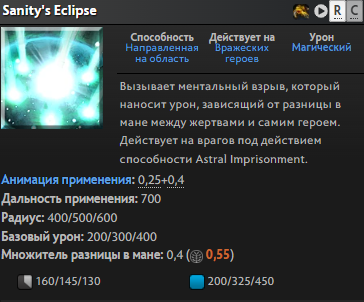 Sanity's Eclipse
R C
Способность Действует на Урон
Направленная на область Вражеских героев Магический
Вызывает ментальный взрыв, который
наносит урон, зависящий от разницы в
мане между жертвами и самим героем.
Действует на врагов под действием
способности Astral Imprisonment.
Анимация применения: 0,25+0,4
Дальность применения: 700
Радиус: 400/500/600
Базовый урон: 200/300/400
Множитель разницы в мане: 0,4 (0,55)
160/145/130 200/325/450